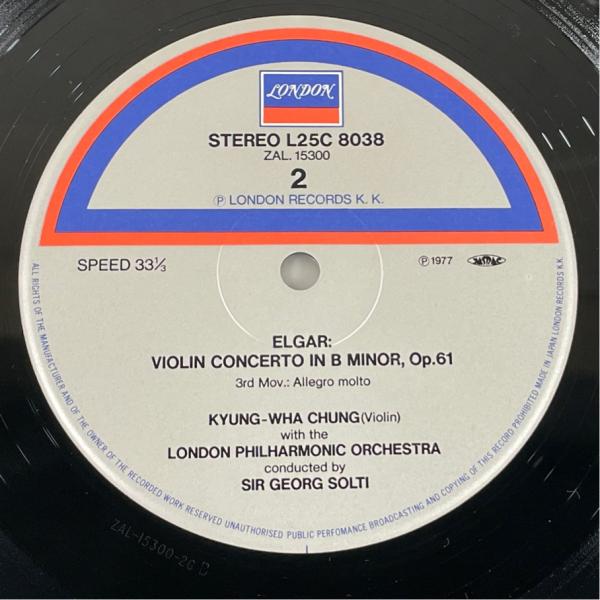 LONDON
STEREO L25C 8038
ZAL. 15300
2
Ⓟ LONDON RECORDS K. K.
SPEED 33⅓
Ⓟ 1977
JASRAC
ELGAR:
VIOLIN CONCERTO IN B MINOR, Op.61
3rd Mov.: Allegro molto
KYUNG-WHA CHUNG(Violin)
with the
LONDON PHILHARMONIC ORCHESTRA
conducted by
SIR GEORG SOLTI
ALL RIGHTS OF THE MANUFACTURER AND OF THE OWNER OF THE RECORDED WORK RESERVED UNAUTHORISED PUBLIC PERFOMANCE BROADCASTING AND COPYING OF THIS RECORD PROHIBITED MADE IN JAPAN LONDON RECORDS K.K.
ZAL-15300-2G D